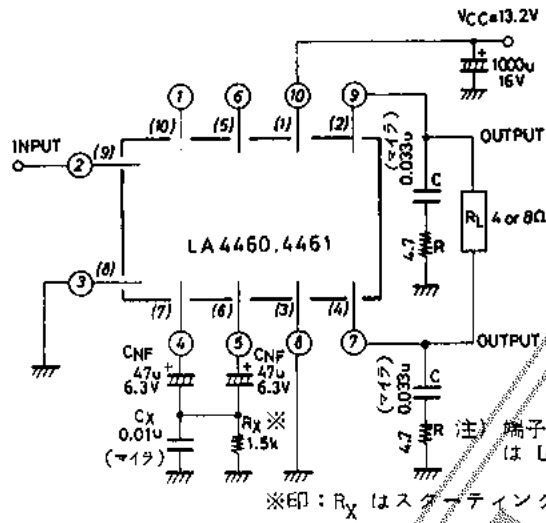 VCC=13.2V
1000u
16V
1
6
10
9
(10)
(5)
(1)
(2)
INPUT
2
(9)
OUTPUT
(マイラ)
0.033u
C
RL
4 or 8Ω
4.7
R
LA4460,4461
3
(8)
(7)
(6)
(3)
(4)
4
5
8
7
OUTPUT
CNF
47u
6.3V
CNF
47u
6.3V
(マイラ)
0.033u
C
4.7
R
CX
0.01u
(マイラ)
RX ※
1.5k
注) 端子
は
※印:RX はスターティング